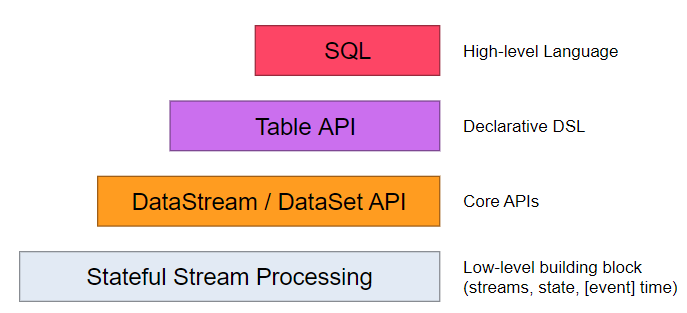 SQL
High-level Language
Table API
Declarative DSL
DataStream / DataSet API
Core APIs
Stateful Stream Processing
Low-level building block
(streams, state, [event] time)